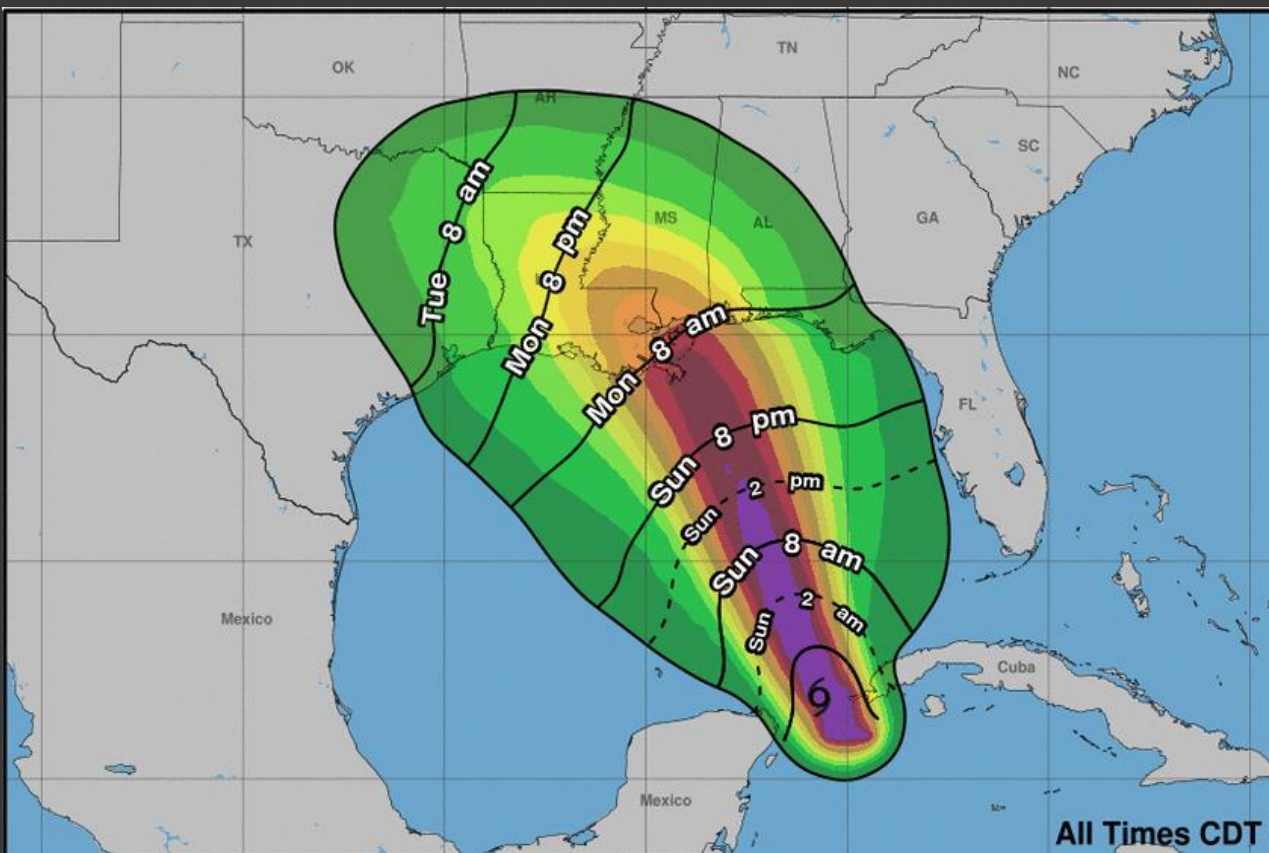 TN
OK
NC
AR
SC
am
8
Tue
pm
8
Mon
MS
AL
GA
TX
am
8
Mon
FL
pm
8
Sun
pm
2
Sun
am
8
Sun
am
2
Sun
Mexico
Cuba
Mexico
All Times CDT